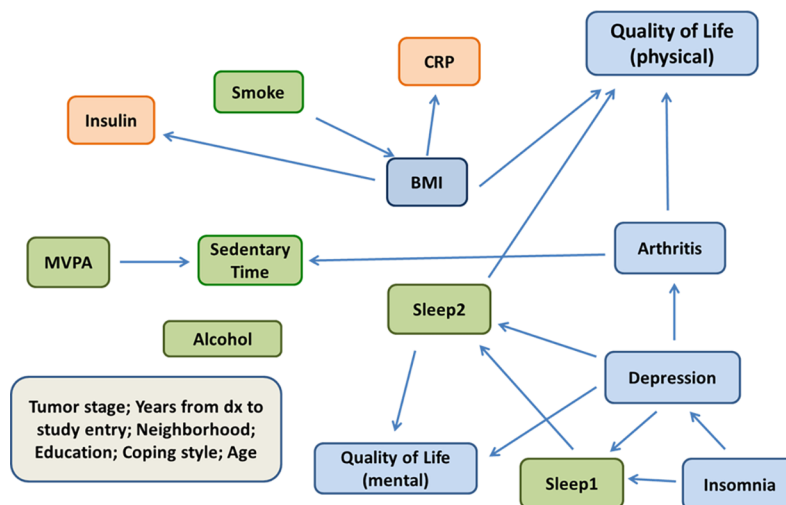 Quality of Life
(physical)
CRP
Smoke
Insulin
BMI
Arthritis
MVPA
Sedentary
Time
Sleep2
Alcohol
Depression
Tumor stage; Years from dx to
study entry; Neighborhood;
Education; Coping style; Age
Quality of Life
(mental)
Sleep1
Insomnia